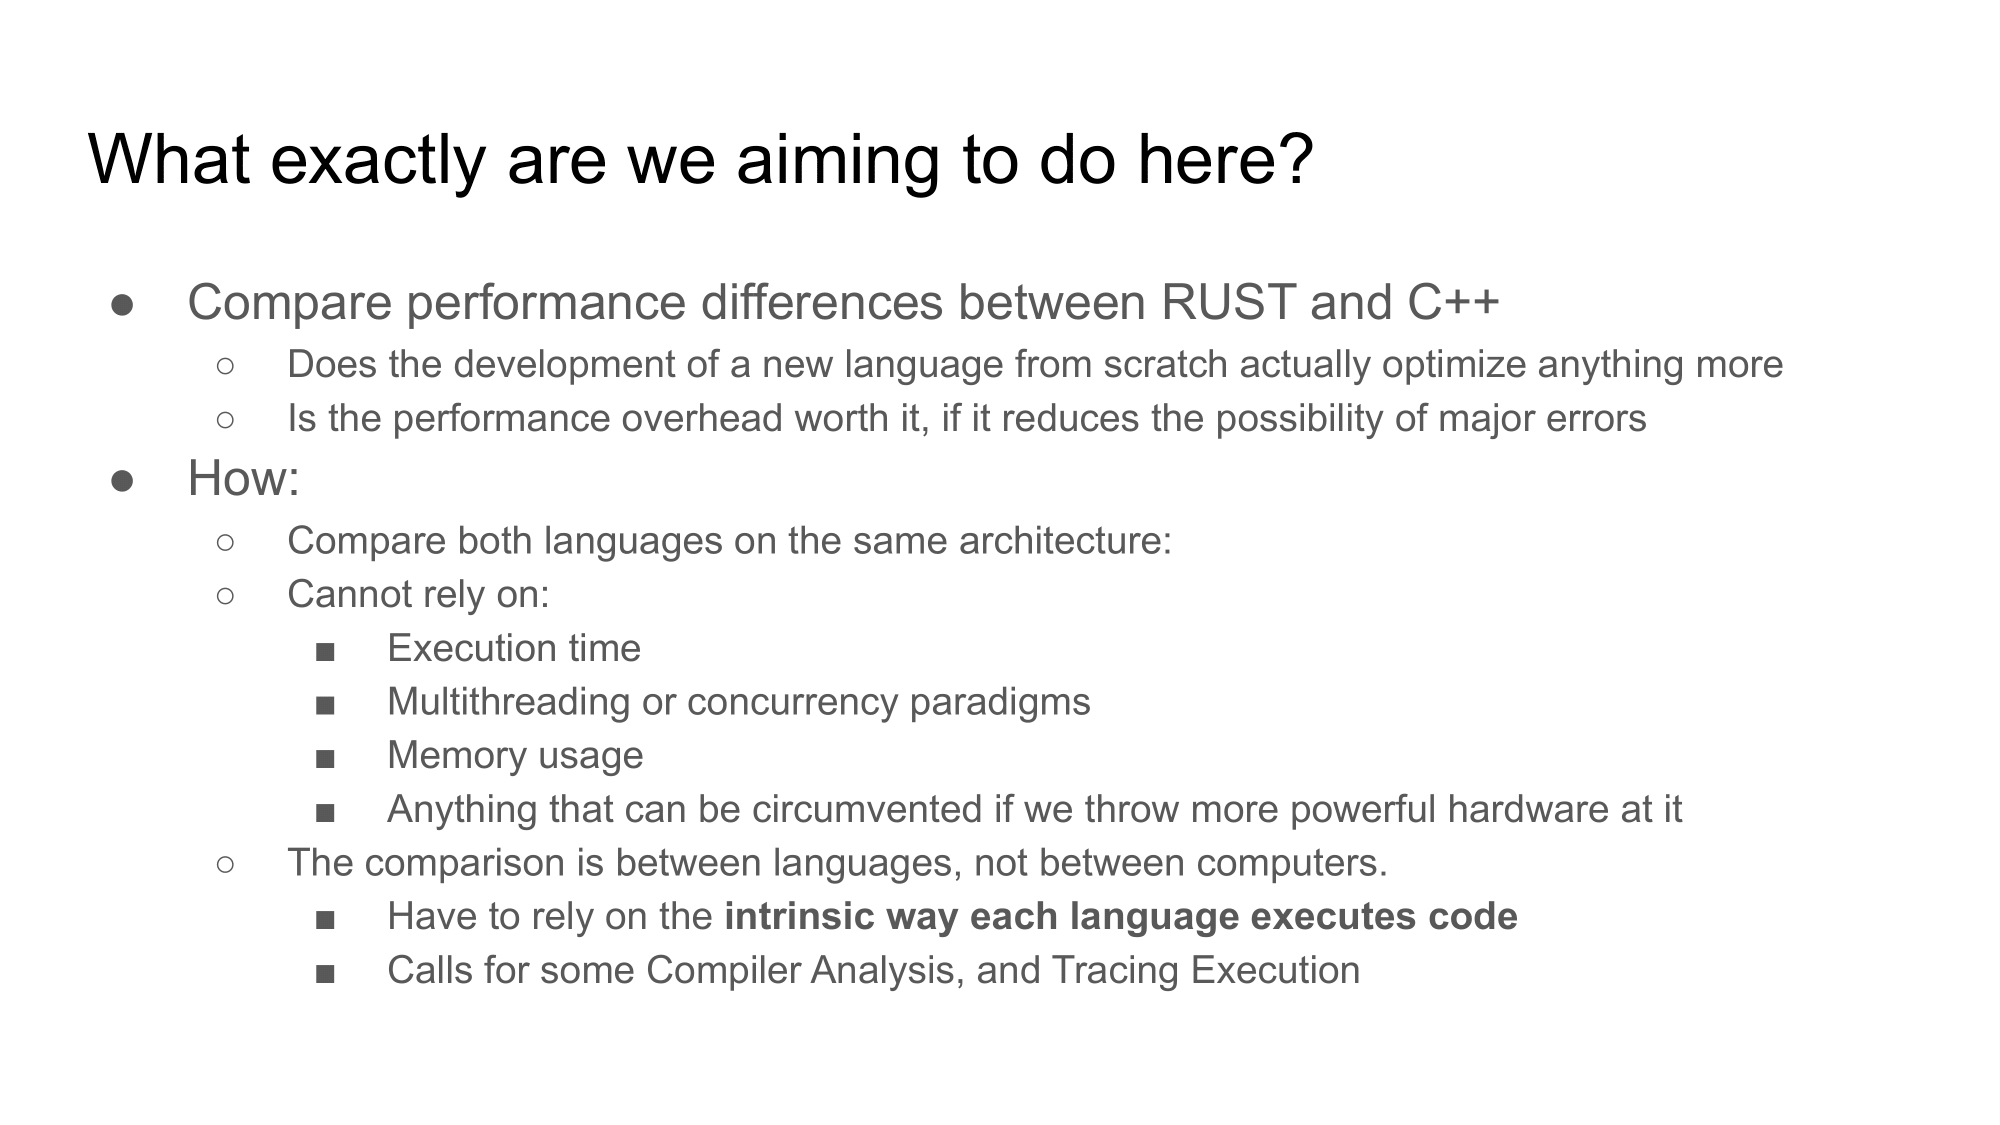 What exactly are we aiming to do here?
● Compare performance differences between RUST and C++
○ Does the development of a new language from scratch actually optimize anything more
○ Is the performance overhead worth it, if it reduces the possibility of major errors
● How:
○ Compare both languages on the same architecture:
○ Cannot rely on:
■ Execution time
■ Multithreading or concurrency paradigms
■ Memory usage
■ Anything that can be circumvented if we throw more powerful hardware at it
○ The comparison is between languages, not between computers.
■ Have to rely on the intrinsic way each language executes code
■ Calls for some Compiler Analysis, and Tracing Execution